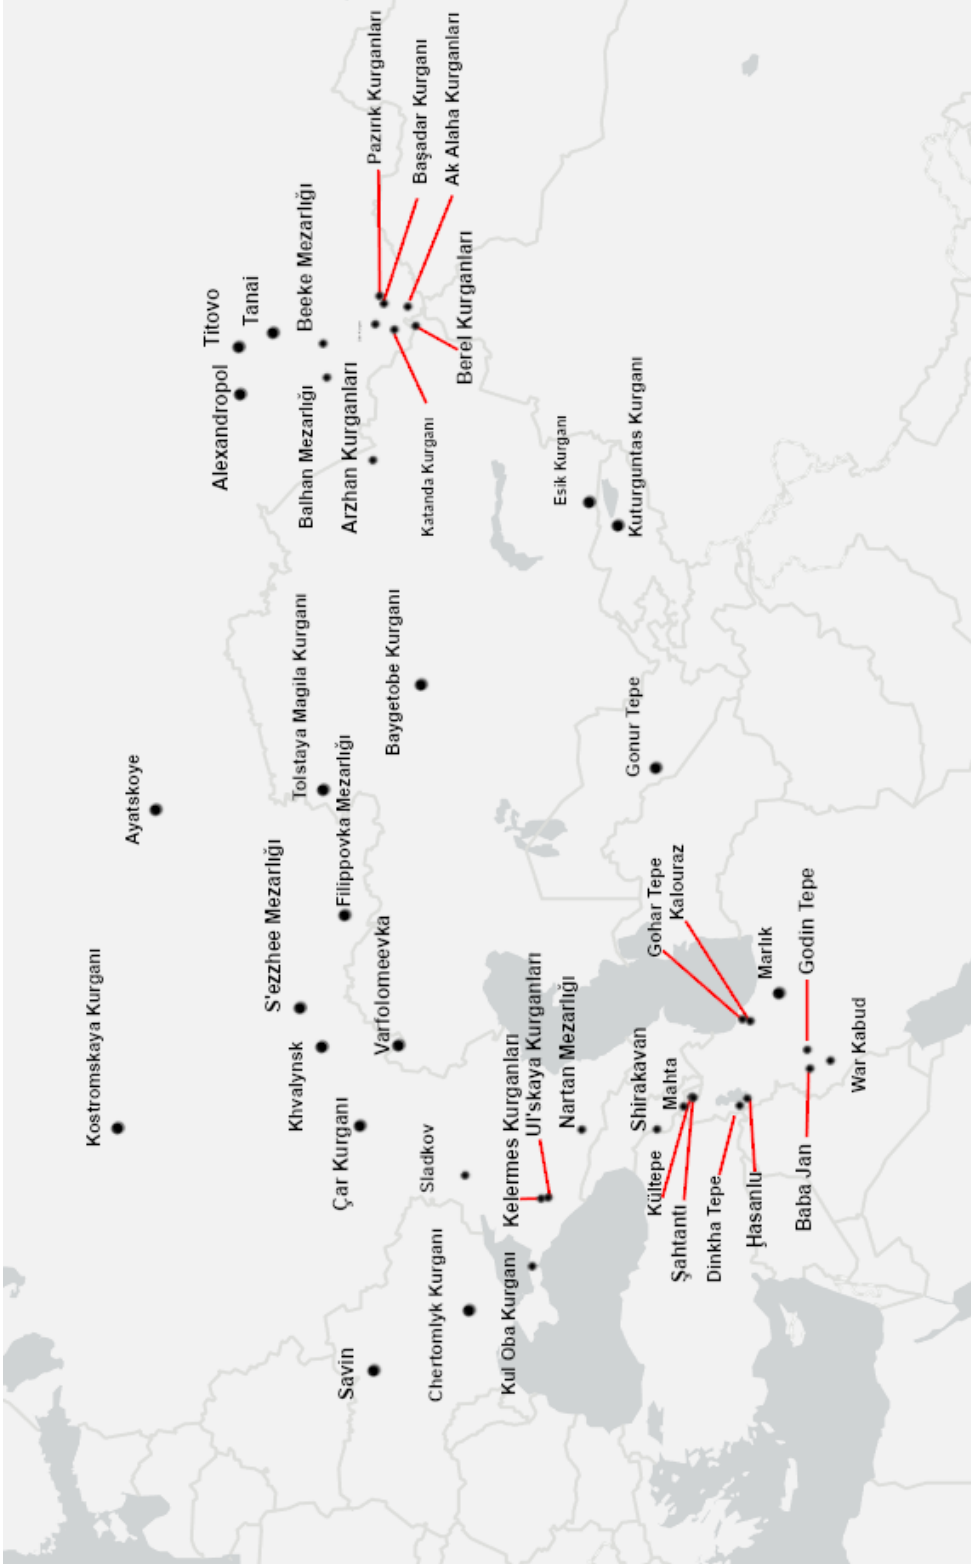 Kostromskaya Kurganı
Ayatskoye
Alexandropol
Titovo
Tanai
Savin
Çar Kurganı
Khvalynsk
S'ezzhee Mezarlığı
Varfolomeevka
Filippovka Mezarlığı
Tolstaya Magila Kurganı
Baygetobe Kurganı
Balhan Mezarlığı
Arzhan Kurganları
Beeke Mezarlığı
Pazırık Kurganları
Başadar Kurganı
Ak Alaha Kurganları
Berel Kurganları
Katanda Kurganı
Chertomlyk Kurganı
Sladkov
Kul Oba Kurganı
Kelermes Kurganları
Ul'skaya Kurganları
Nartan Mezarlığı
Esik Kurganı
Kuturguntas Kurganı
Gonur Tepe
Shirakavan
Mahta
Kültepe
Şahtantı
Dinkha Tepe
Hasanlu
Gohar Tepe
Kalouraz
Marlık
Godin Tepe
Baba Jan
War Kabud